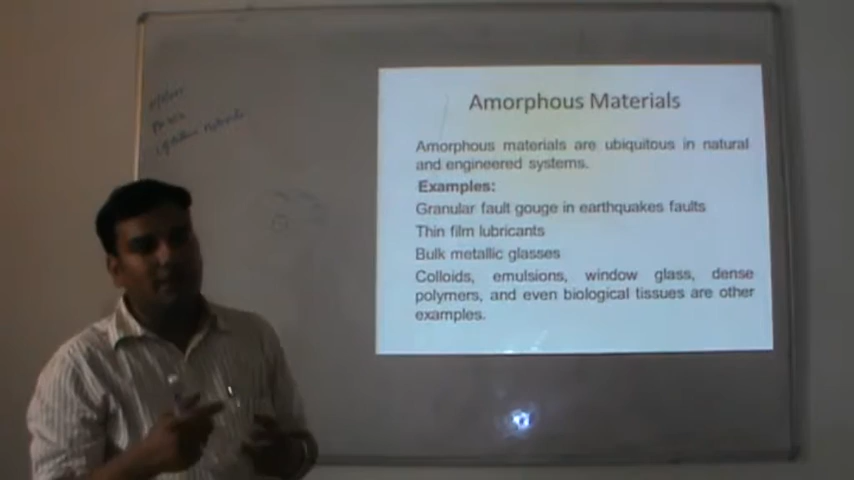 Amorphous Materials
Amorphous materials are ubiquitous in natural
and engineered systems.
Examples:
Granular fault gouge in earthquakes faults
Thin film lubricants
Bulk metallic glasses
Colloids, emulsions, window glass, dense
polymers, and even biological tissues are other
examples.